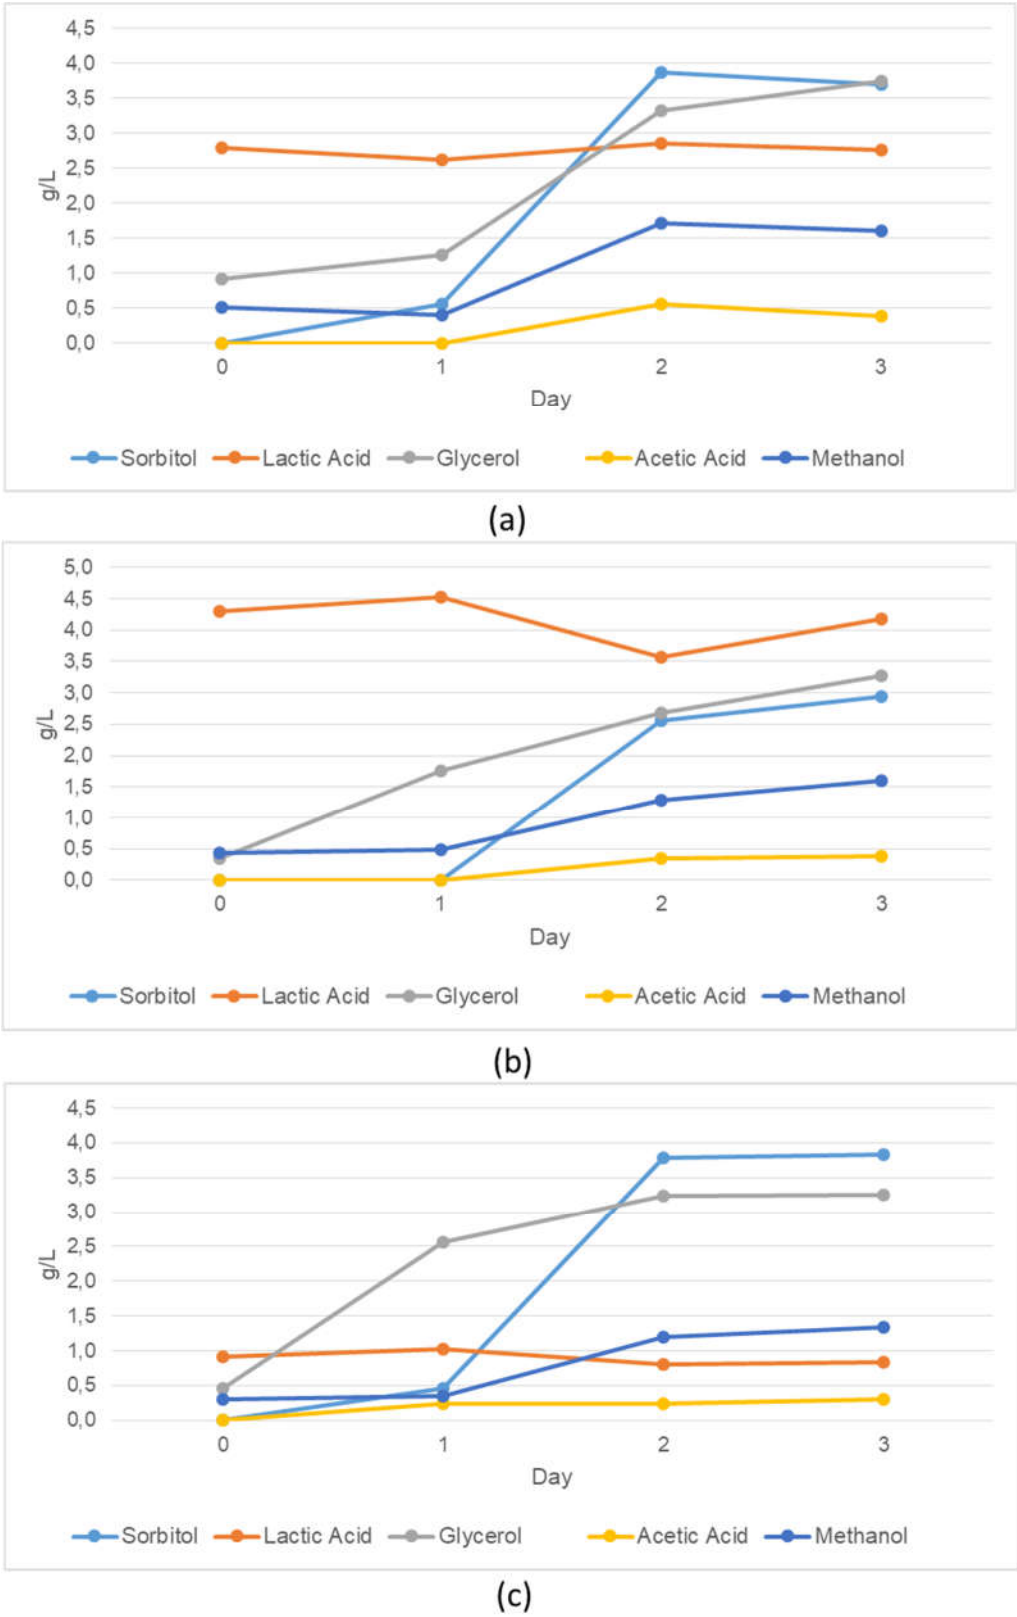 4,5
4,0
3,5
3,0
2,5
2,0
1,5
1,0
0,5
0,0
g/L
0 1 2 3
Day
Sorbitol Lactic Acid Glycerol Acetic Acid Methanol
(a)
5,0
4,5
4,0
3,5
3,0
2,5
2,0
1,5
1,0
0,5
0,0
g/L
0 1 2 3
Day
Sorbitol Lactic Acid Glycerol Acetic Acid Methanol
(b)
4,5
4,0
3,5
3,0
2,5
2,0
1,5
1,0
0,5
0,0
g/L
0 1 2 3
Day
Sorbitol Lactic Acid Glycerol Acetic Acid Methanol
(c)